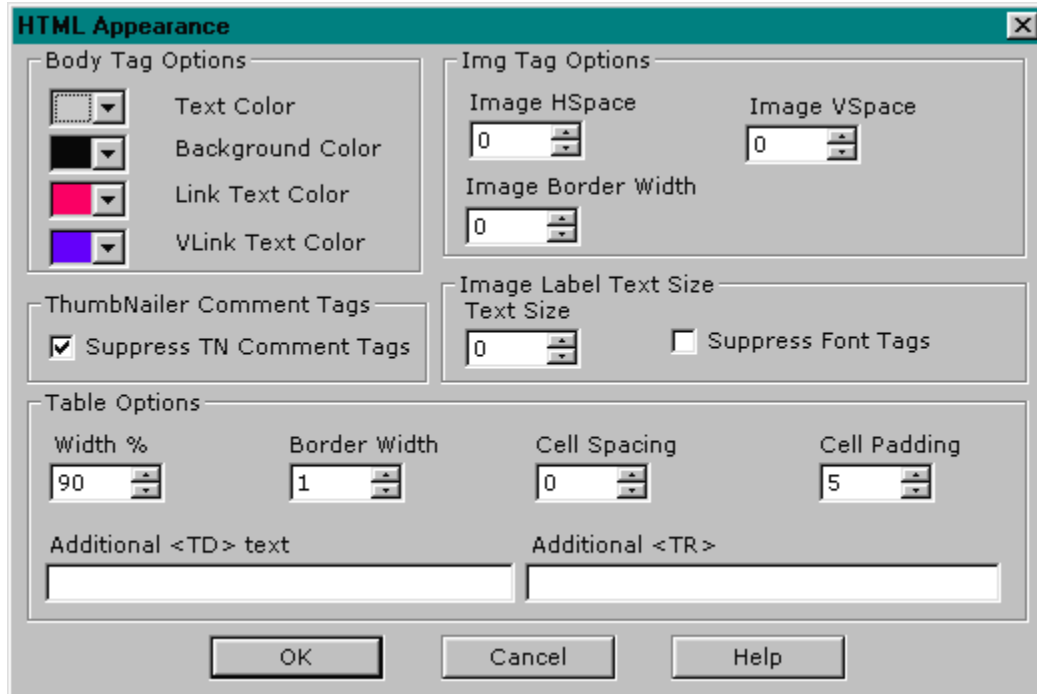 HTML Appearance
Body Tag Options
Text Color
Background Color
Link Text Color
VLink Text Color
Img Tag Options
Image HSpace
0
Image VSpace
0
Image Border Width
0
ThumbNailer Comment Tags
Suppress TN Comment Tags
Image Label Text Size
Text Size
0
Suppress Font Tags
Table Options
Width %
90
Border Width
1
Cell Spacing
0
Cell Padding
5
Additional <TD> text
Additional <TR>
OK
Cancel
Help